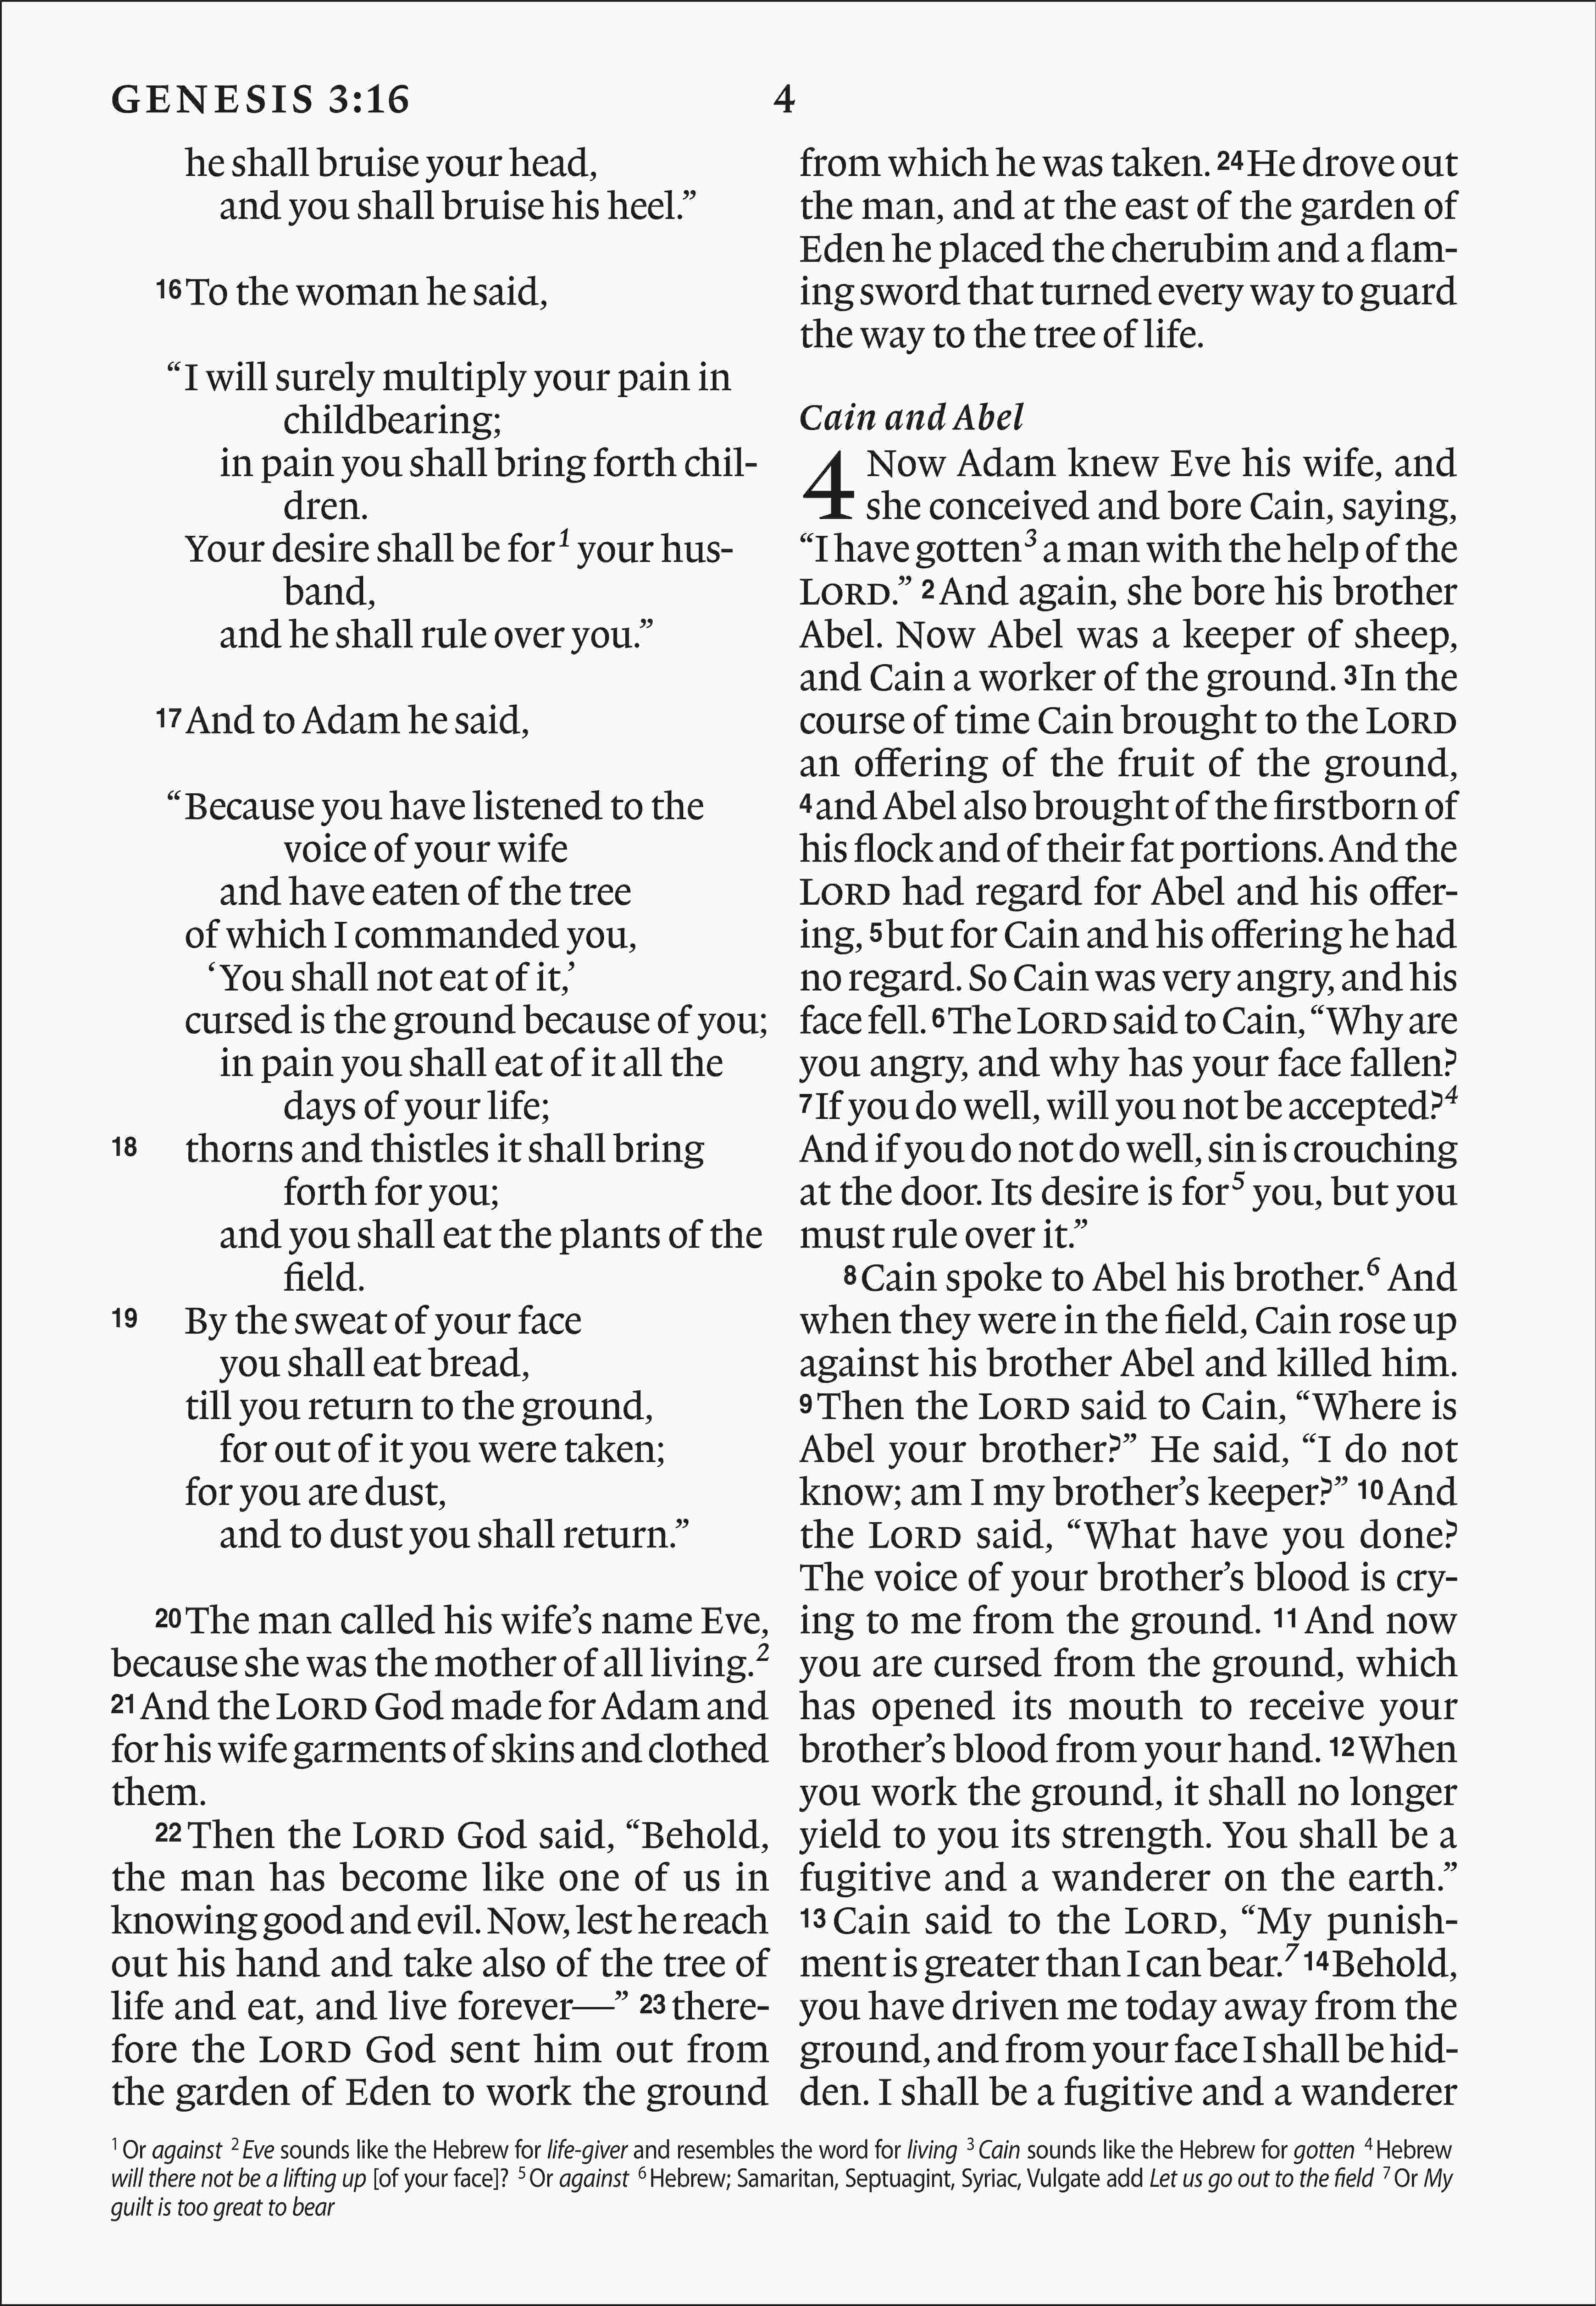 GENESIS 3:16
4
he shall bruise your head,
and you shall bruise his heel.”
16 To the woman he said,
“I will surely multiply your pain in
childbearing;
in pain you shall bring forth chil-
dren.
Your desire shall be for1 your hus-
band,
and he shall rule over you.”
17 And to Adam he said,
“Because you have listened to the
voice of your wife
and have eaten of the tree
of which I commanded you,
‘You shall not eat of it,’
cursed is the ground because of you;
in pain you shall eat of it all the
days of your life;
18 thorns and thistles it shall bring
forth for you;
and you shall eat the plants of the
field.
19 By the sweat of your face
you shall eat bread,
till you return to the ground,
for out of it you were taken;
for you are dust,
and to dust you shall return.”
20 The man called his wife’s name Eve,
because she was the mother of all living.2
21 And the LORD God made for Adam and
for his wife garments of skins and clothed
them.
22 Then the LORD God said, “Behold,
the man has become like one of us in
knowing good and evil. Now, lest he reach
out his hand and take also of the tree of
life and eat, and live forever—” 23 there-
fore the LORD God sent him out from
the garden of Eden to work the ground
from which he was taken. 24 He drove out
the man, and at the east of the garden of
Eden he placed the cherubim and a flam-
ing sword that turned every way to guard
the way to the tree of life.
Cain and Abel
4 Now Adam knew Eve his wife, and
she conceived and bore Cain, saying,
“I have gotten3 a man with the help of the
LORD.” 2 And again, she bore his brother
Abel. Now Abel was a keeper of sheep,
and Cain a worker of the ground. 3 In the
course of time Cain brought to the LORD
an offering of the fruit of the ground,
4 and Abel also brought of the firstborn of
his flock and of their fat portions. And the
LORD had regard for Abel and his offer-
ing, 5 but for Cain and his offering he had
no regard. So Cain was very angry, and his
face fell. 6 The LORD said to Cain, “Why are
you angry, and why has your face fallen?
7 If you do well, will you not be accepted?4
And if you do not do well, sin is crouching
at the door. Its desire is for5 you, but you
must rule over it.”
8 Cain spoke to Abel his brother.6 And
when they were in the field, Cain rose up
against his brother Abel and killed him.
9 Then the LORD said to Cain, “Where is
Abel your brother?” He said, “I do not
know; am I my brother’s keeper?” 10 And
the LORD said, “What have you done?
The voice of your brother’s blood is cry-
ing to me from the ground. 11 And now
you are cursed from the ground, which
has opened its mouth to receive your
brother’s blood from your hand. 12 When
you work the ground, it shall no longer
yield to you its strength. You shall be a
fugitive and a wanderer on the earth.”
13 Cain said to the LORD, “My punish-
ment is greater than I can bear.7 14 Behold,
you have driven me today away from the
ground, and from your face I shall be hid-
den. I shall be a fugitive and a wanderer
1 Or against 2 Eve sounds like the Hebrew for life-giver and resembles the word for living 3 Cain sounds like the Hebrew for gotten 4 Hebrew
will there not be a lifting up [of your face]? 5 Or against 6 Hebrew; Samaritan, Septuagint, Syriac, Vulgate add Let us go out to the field 7 Or My
guilt is too great to bear